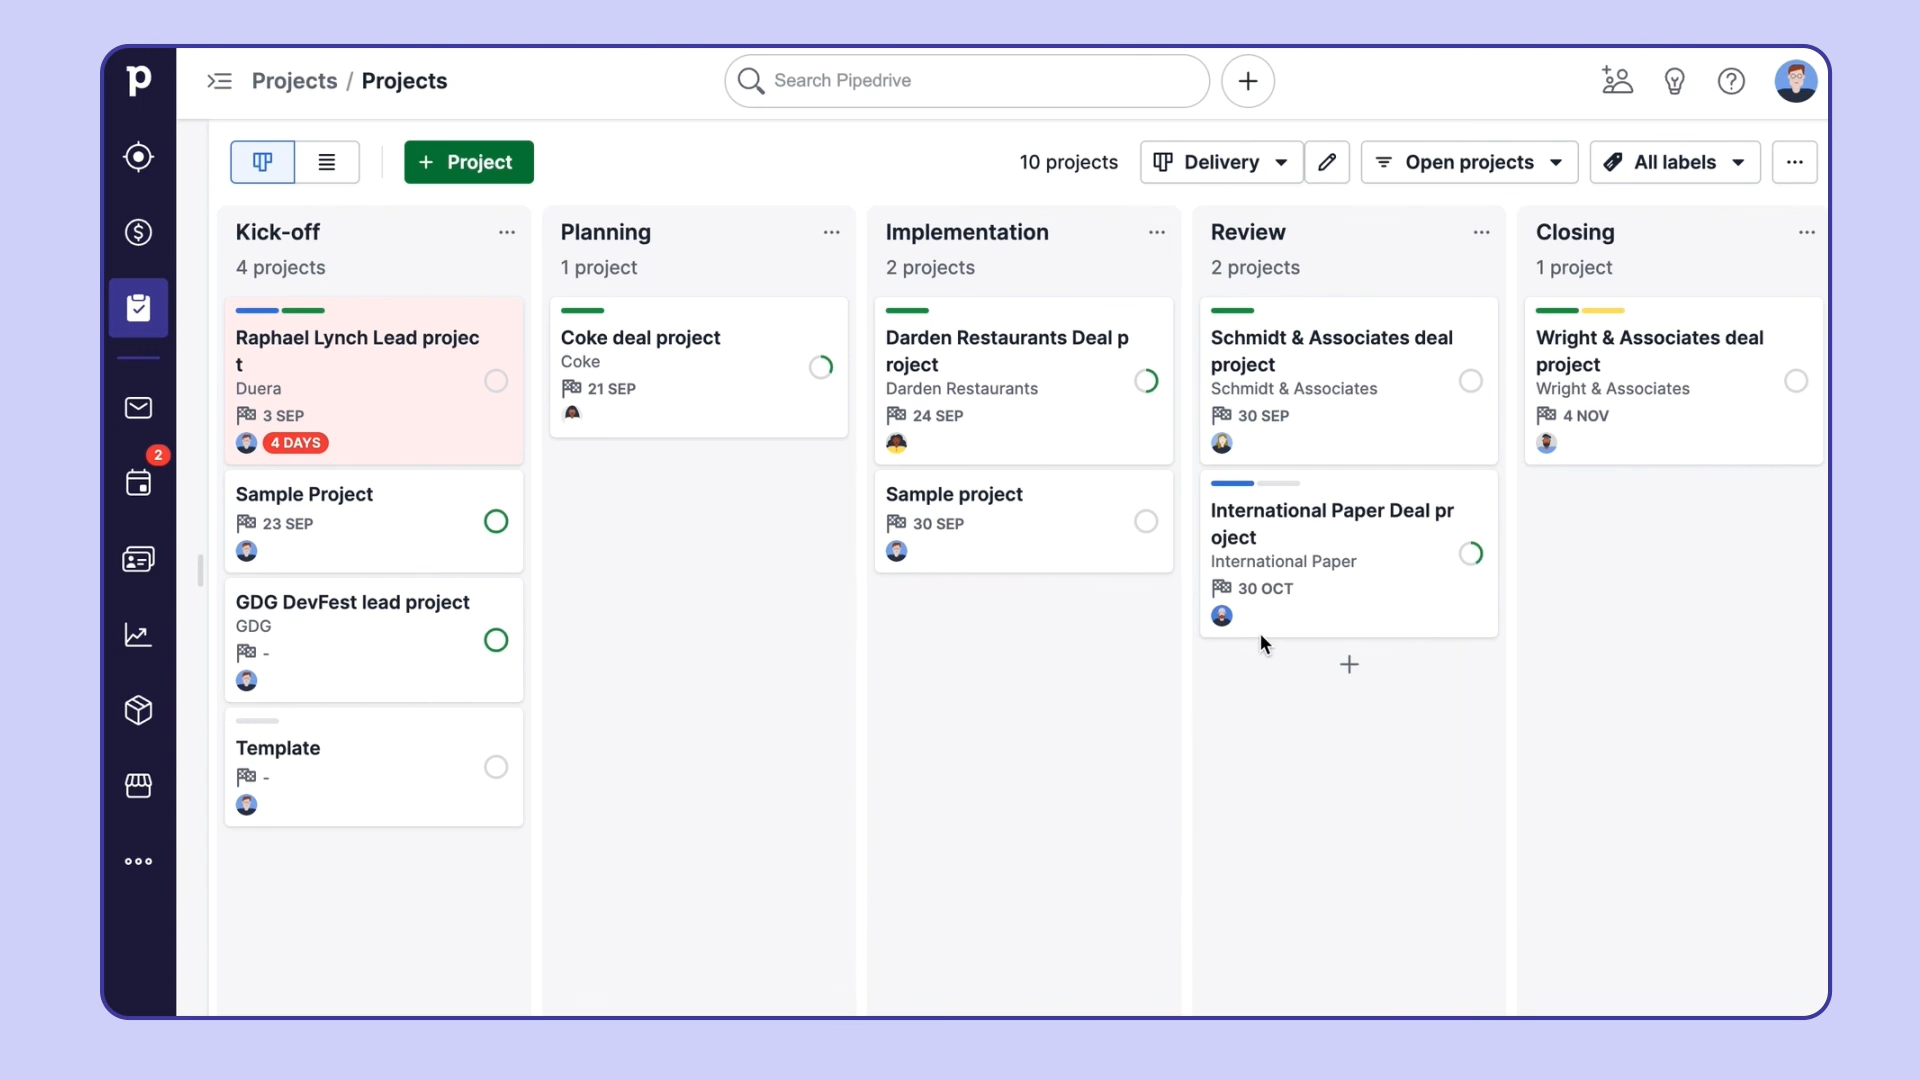 p
Projects / Projects
Search Pipedrive
+ Project
10 projects
Delivery
Open projects
All labels
2
Kick-off
4 projects
Raphael Lynch Lead projec
t
Duera
3 SEP
4 DAYS
Sample Project
23 SEP
GDG DevFest lead project
GDG
-
Template
-
Planning
1 project
Coke deal project
Coke
21 SEP
Implementation
2 projects
Darden Restaurants Deal p
roject
Darden Restaurants
24 SEP
Sample project
30 SEP
Review
2 projects
Schmidt & Associates deal
project
Schmidt & Associates
30 SEP
International Paper Deal pr
oject
International Paper
30 OCT
Closing
1 project
Wright & Associates deal
project
Wright & Associates
4 NOV